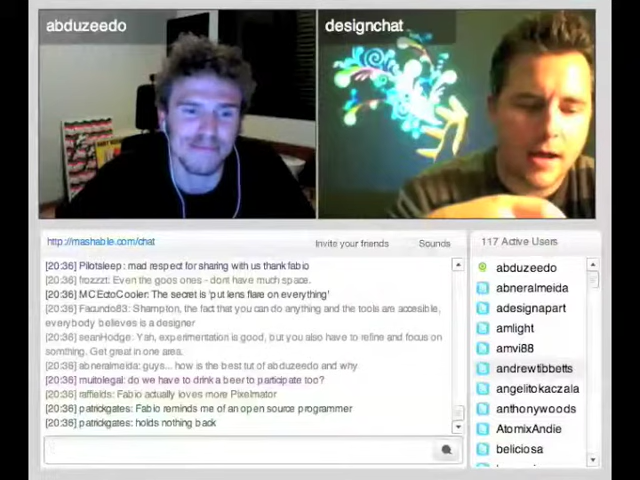 abduzeedo
designchat
http://mashable.com/chat
Invite your friends
Sounds
117 Active Users
[20:36] Pilotsleep: mad respect for sharing with us thank fabio
[20:36] frozzzt: Even the goos ones - dont have much space.
[20:36] MCEctoCooler: The secret is 'put lens flare on everything'
[20:36] Facundo83: Shampton, the fact that you can do anything and the tools are accesible,
everybody believes is a designer
[20:36] seanHodge: Yah, experimentation is good, but you also have to refine and focus on
somthing. Get great in one area.
[20:36] abneralmeida: guys... how is the best tut of abduzeedo and why
[20:36] muitolegal: do we have to drink a beer to participate too?
[20:36] raffields: Fabio actually loves more Pixelmator
[20:36] patrickgates: Fabio reminds me of an open source programmer
[20:36] patrickgates: holds nothing back
abduzeedo
abneralmeida
adesignapart
amlight
amvi88
andrewtibbetts
angelitokaczala
anthonywoods
AtomixAndie
beliciosa